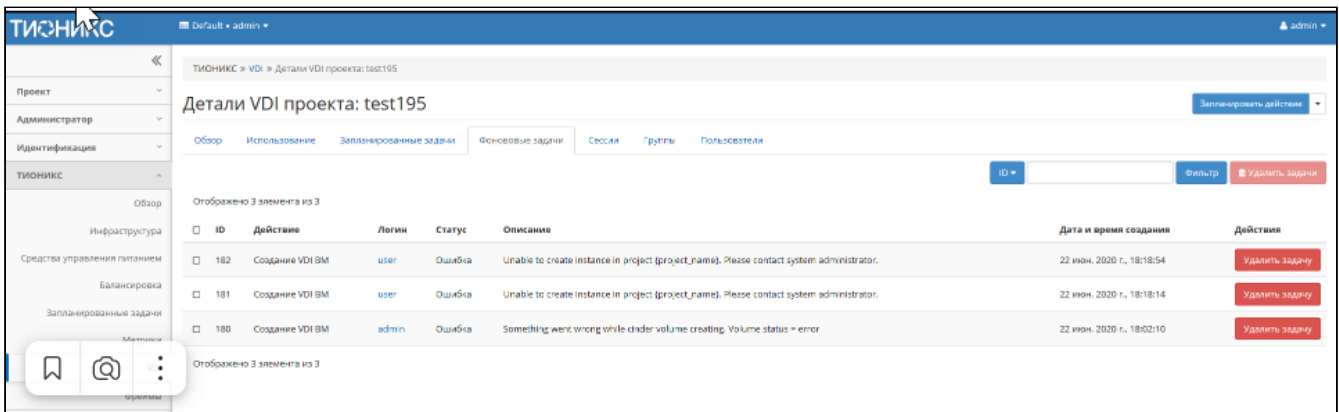 ТИОНИКС
Default • admin
admin
ТИОНИКС » VDI » Детали VDI проекта: test195
Проект
Администратор
Идентификация
ТИОНИКС
Обзор
Инфраструктура
Средства управления питанием
Балансировка
Запланированные задачи
Метрики
Фреймы
Детали VDI проекта: test195
Запланировать действие
Обзор Использование Запланированные задачи Фоновоые задачи Сессии Группы Пользователи
ID Фильтр Удалить задачи
Отображено 3 элемента из 3
ID Действие Логин Статус Описание Дата и время создания Действия
182 Создание VDI ВМ user Ошибка Unable to create instance in project {project_name}. Please contact system administrator. 22 июн. 2020 г., 18:18:54 Удалить задачу
181 Создание VDI ВМ user Ошибка Unable to create instance in project {project_name}. Please contact system administrator. 22 июн. 2020 г., 18:18:14 Удалить задачу
180 Создание VDI ВМ admin Ошибка Something went wrong while cinder volume creating. Volume status = error 22 июн. 2020 г., 18:02:10 Удалить задачу
Отображено 3 элемента из 3